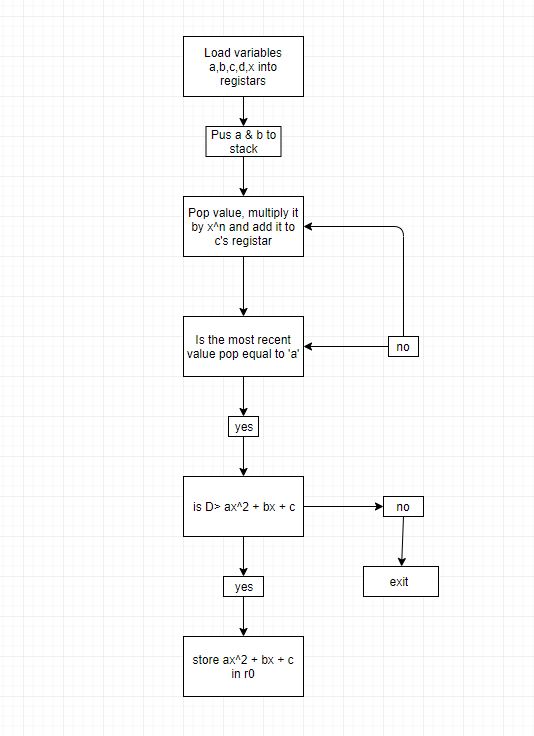 Load variables
a,b,c,d,x into
registars
Pus a & b to
stack
Pop value, multiply it
by x^n and add it to
c's registar
Is the most recent
value pop equal to 'a'
no
yes
is D> ax^2 + bx + c
no
yes
exit
store ax^2 + bx + c
in r0